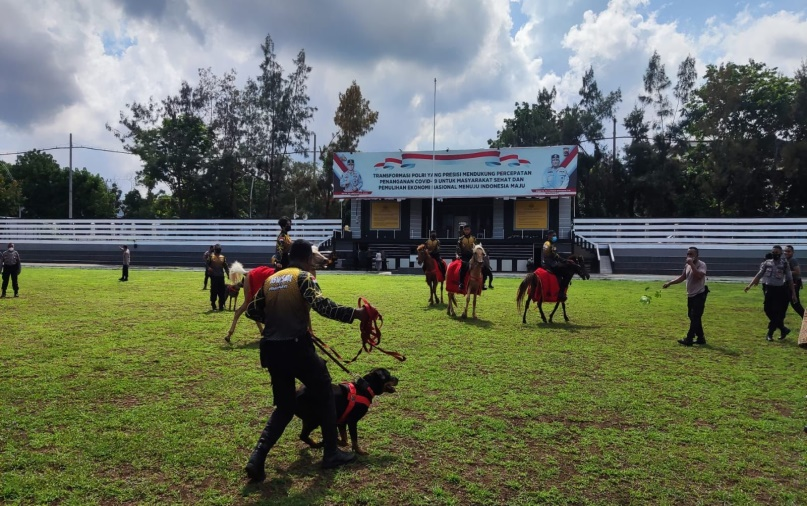 TRANSFORMASI POLRI YANG PRESISI MENDUKUNG PERCEPATAN
PENANGANAN COVID-19 UNTUK MASYARAKAT SEHAT DAN
PEMULIHAN EKONOMI NASIONAL MENUJU INDONESIA MAJU